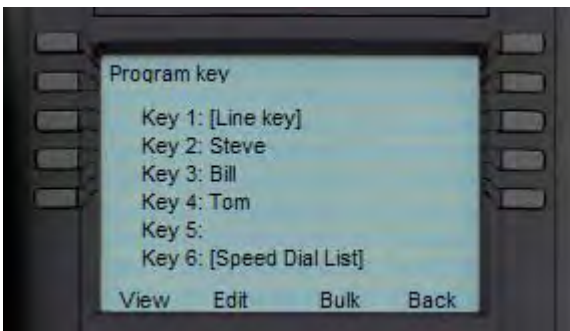 Program key
Key 1: [Line key]
Key 2: Steve
Key 3: Bill
Key 4: Tom
Key 5:
Key 6: [Speed Dial List]
View Edit Bulk Back